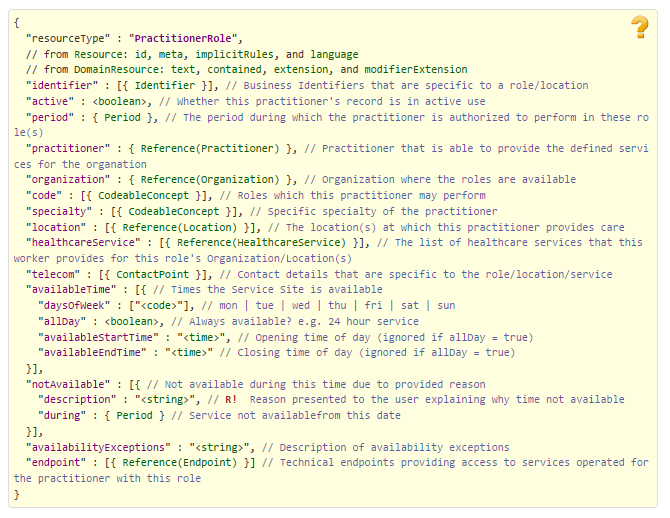 {
"resourceType" : "PractitionerRole",
// from Resource: id, meta, implicitRules, and language
// from DomainResource: text, contained, extension, and modifierExtension
"identifier" : [{ Identifier }], // Business Identifiers that are specific to a role/location
"active" : <boolean>, // Whether this practitioner's record is in active use
"period" : { Period }, // The period during which the practitioner is authorized to perform in these ro
le(s)
"practitioner" : { Reference(Practitioner) }, // Practitioner that is able to provide the defined servi
ces for the organation
"organization" : { Reference(Organization) }, // Organization where the roles are available
"code" : [{ CodeableConcept }], // Roles which this practitioner may perform
"specialty" : [{ CodeableConcept }], // Specific specialty of the practitioner
"location" : [{ Reference(Location) }], // The location(s) at which this practitioner provides care
"healthcareService" : [{ Reference(HealthcareService) }], // The list of healthcare services that this
worker provides for this role's Organization/Location(s)
"telecom" : [{ ContactPoint }], // Contact details that are specific to the role/location/service
"availableTime" : [{ // Times the Service Site is available
"daysOfWeek" : ["<code>"], // mon | tue | wed | thu | fri | sat | sun
"allDay" : <boolean>, // Always available? e.g. 24 hour service
"availableStartTime" : "<time>", // Opening time of day (ignored if allDay = true)
"availableEndTime" : "<time>" // Closing time of day (ignored if allDay = true)
}],
"notAvailable" : [{ // Not available during this time due to provided reason
"description" : "<string>", // R!  Reason presented to the user explaining why time not available
"during" : { Period } // Service not availablefrom this date
}],
"availabilityExceptions" : "<string>", // Description of availability exceptions
"endpoint" : [{ Reference(Endpoint) }] // Technical endpoints providing access to services operated for
the practitioner with this role
}